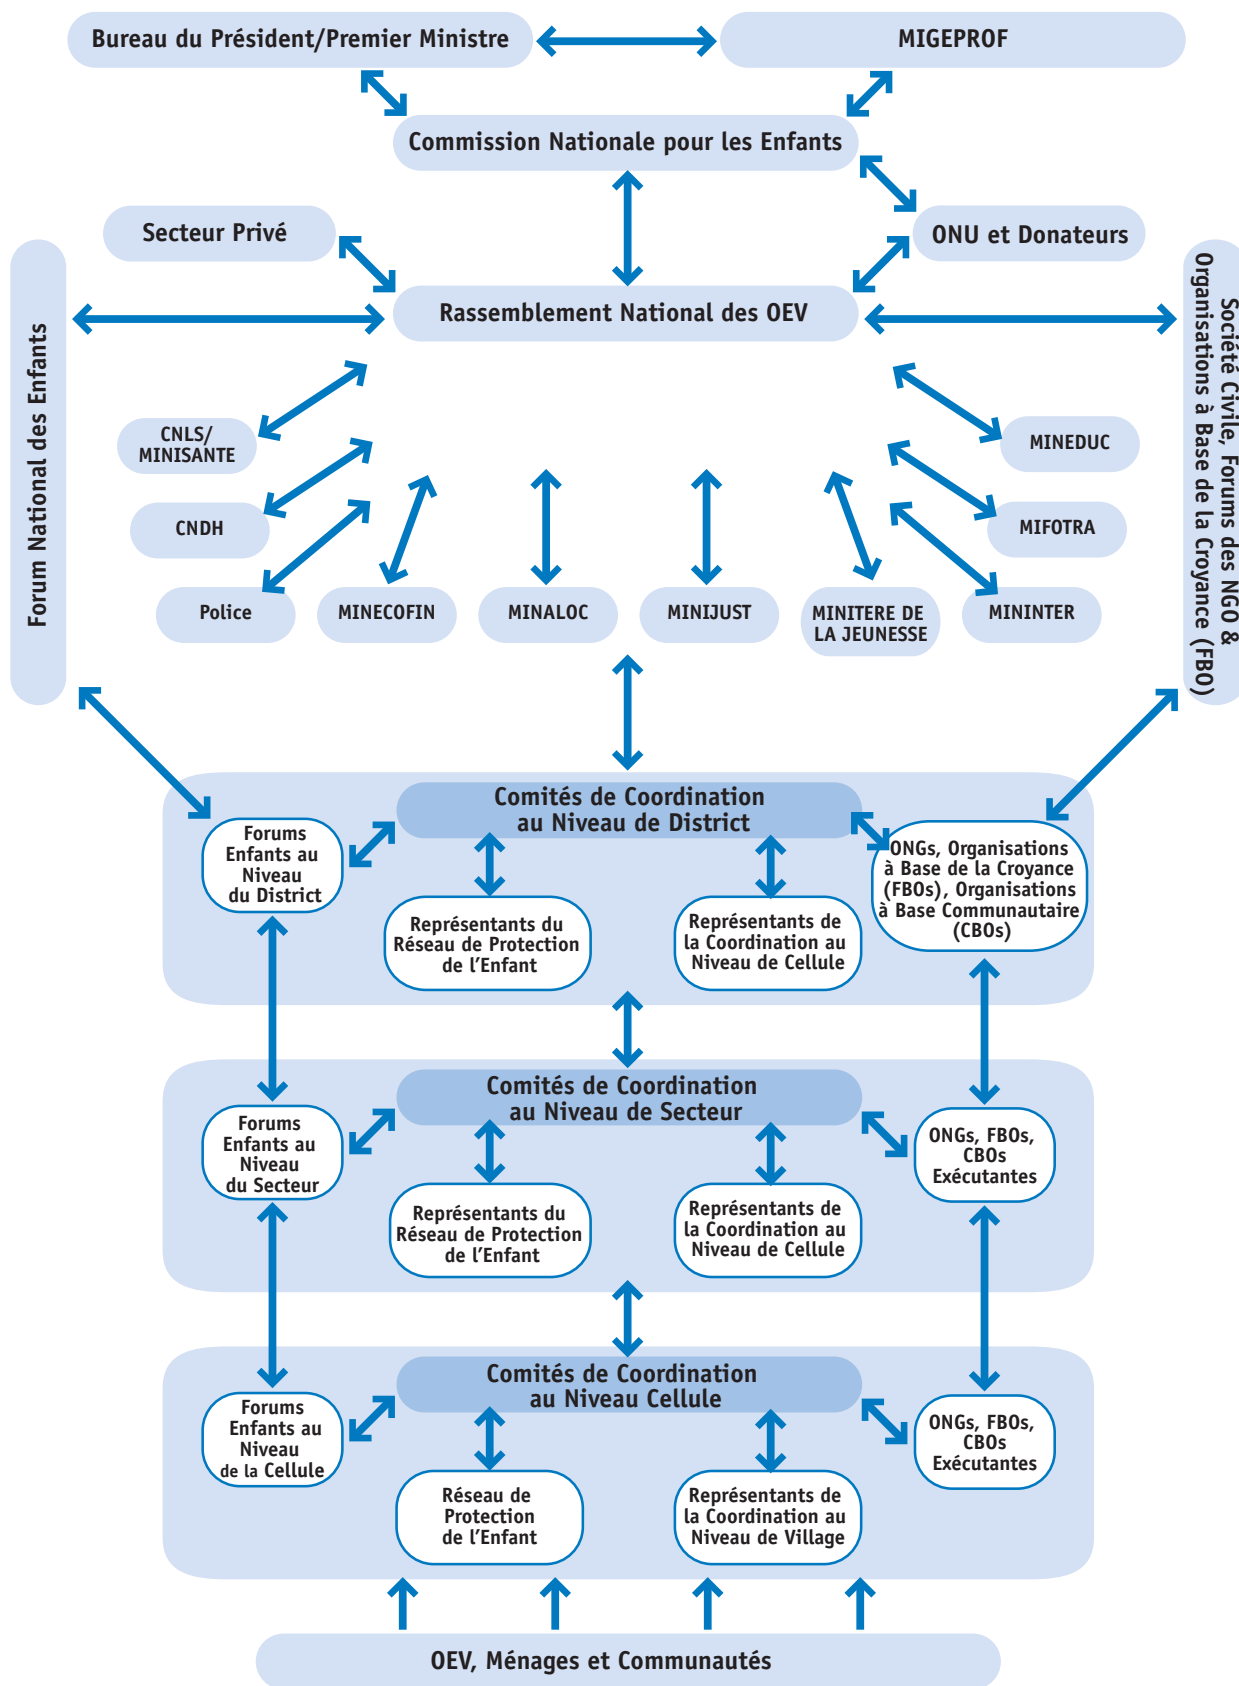 Bureau du Président/Premier Ministre
MIGEPROF
Commission Nationale pour les Enfants
Secteur Privé
ONU et Donateurs
Rassemblement National des OEV
Forum National des Enfants
Société Civile, Forums des NGO &
Organisations à Base de la Croyance (FBO)
CNLS/
MINISANTE
MINEDUC
CNDH
MIFOTRA
Police
MINECOFIN
MINALOC
MINIJUST
MINITERE DE
LA JEUNESSE
MININTER
Comités de Coordination
au Niveau de District
Forums
Enfants au
Niveau
du District
Représentants du
Réseau de Protection
de l'Enfant
Représentants de
la Coordination au
Niveau de Cellule
ONGs, Organisations
à Base de la Croyance
(FBOs), Organisations
à Base Communautaire
(CBOs)
Comités de Coordination
au Niveau de Secteur
Forums
Enfants au
Niveau
du Secteur
Représentants du
Réseau de Protection
de l'Enfant
Représentants de
la Coordination au
Niveau de Cellule
ONGs, FBOs,
CBOs
Exécutantes
Comités de Coordination
au Niveau Cellule
Forums
Enfants au
Niveau
de la Cellule
Réseau de
Protection
de l'Enfant
Représentants de
la Coordination au
Niveau de Village
ONGs, FBOs,
CBOs
Exécutantes
OEV, Ménages et Communautés